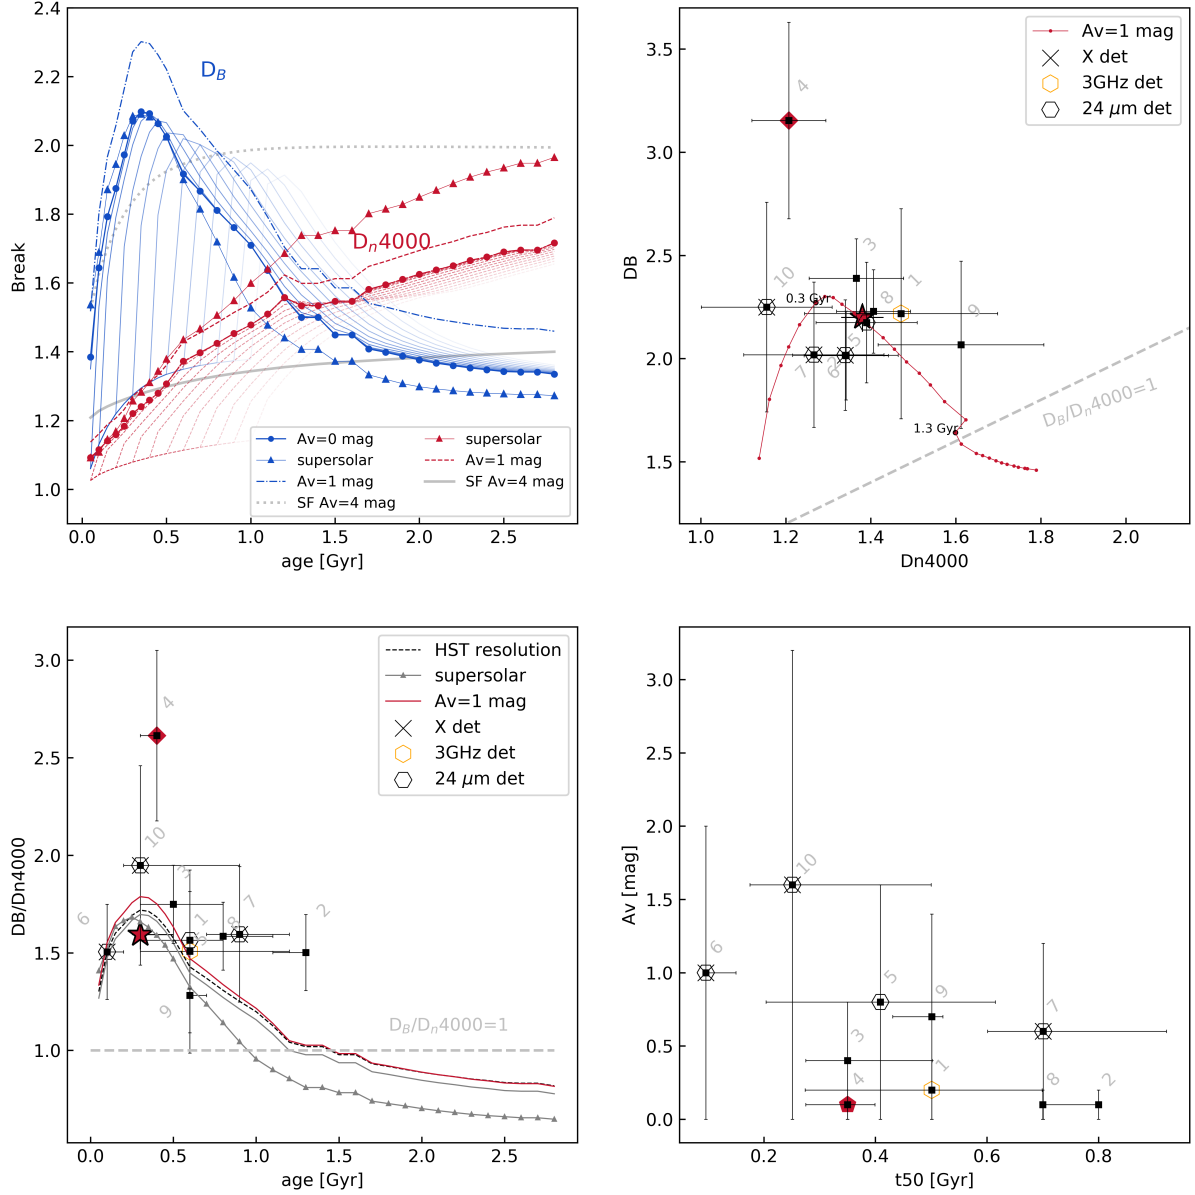 2.4
2.2
2.0
1.8
1.6
1.4
1.2
1.0
Break
0.0 0.5 1.0 1.5 2.0 2.5
age [Gyr]
D_B
D_n4000
Av=0 mag
supersolar
Av=1 mag
SF Av=4 mag
supersolar
Av=1 mag
SF Av=4 mag
3.5
3.0
2.5
2.0
1.5
DB
1.0 1.2 1.4 1.6 1.8 2.0
Dn4000
Av=1 mag
X det
3GHz det
24 μm det
4
3
10
8
1
9
0.3 Gyr
7
6
5
1.3 Gyr
D_B/D_n4000=1
3.0
2.5
2.0
1.5
1.0
DB/Dn4000
0.0 0.5 1.0 1.5 2.0 2.5
age [Gyr]
HST resolution
supersolar
Av=1 mag
X det
3GHz det
24 μm det
4
10
3
6
1
8
7
2
9
D_B/D_n4000=1
3.0
2.5
2.0
1.5
1.0
0.5
0.0
Av [mag]
0.2 0.4 0.6 0.8
t50 [Gyr]
10
6
5
9
7
3
4
1
8
2